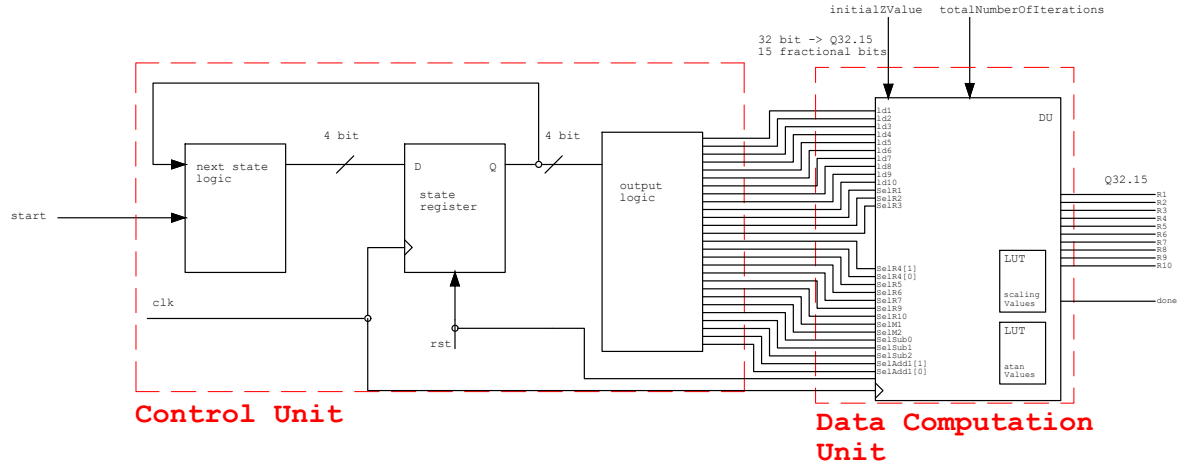 initialZValue totalNumberOfIterations
32 bit -> Q32.15
15 fractional bits
4 bit
4 bit
next state
logic
D
Q
state
register
output
logic
start
clk
rst
ld1
ld2
ld3
ld4
ld5
ld6
ld7
ld8
ld9
ld10
SelR1
SelR2
SelR3
SelR4[1]
SelR4[0]
SelR5
SelR6
SelR7
SelR9
SelR10
SelM1
SelM2
SelSub0
SelSub1
SelSub2
SelAdd1[1]
SelAdd1[0]
DU
LUT
scaling
Values
LUT
atan
Values
Q32.15
R1
R2
R3
R4
R5
R6
R7
R8
R9
R10
done
Control Unit
Data Computation
Unit